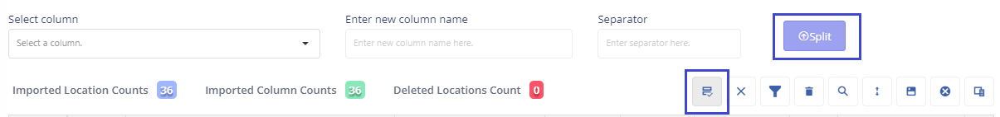 Select column
Enter new column name
Separator
Select a column.
Enter new column name here.
Enter separator here.
Split
Imported Location Counts 36
Imported Column Counts 36
Deleted Locations Count 0